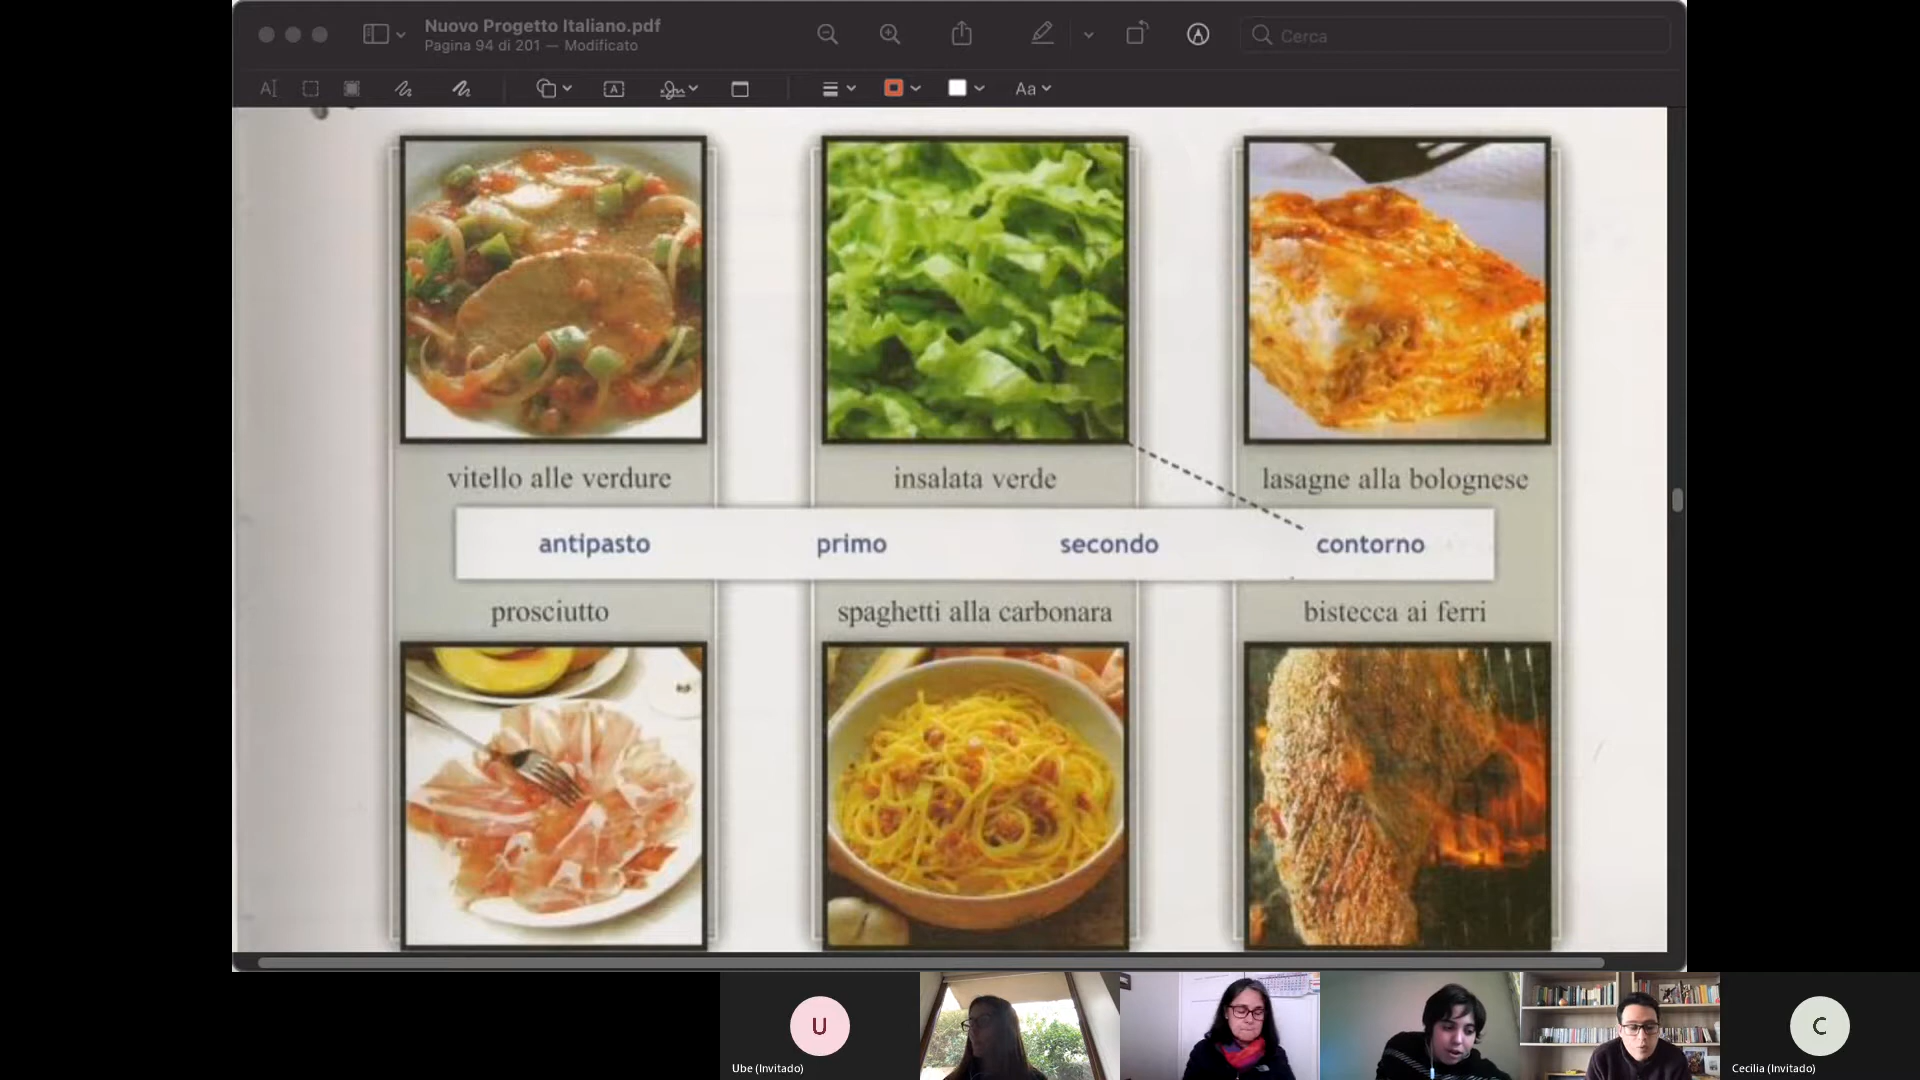 Nuovo Progetto Italiano.pdf
Pagina 94 di 201 — Modificato
Cerca
A
A
Aa
vitello alle verdure
insalata verde
lasagne alla bolognese
antipasto
primo
secondo
contorno
prosciutto
spaghetti alla carbonara
bistecca ai ferri
U
C
Ube (Invitado)
Cecilia (Invitado)